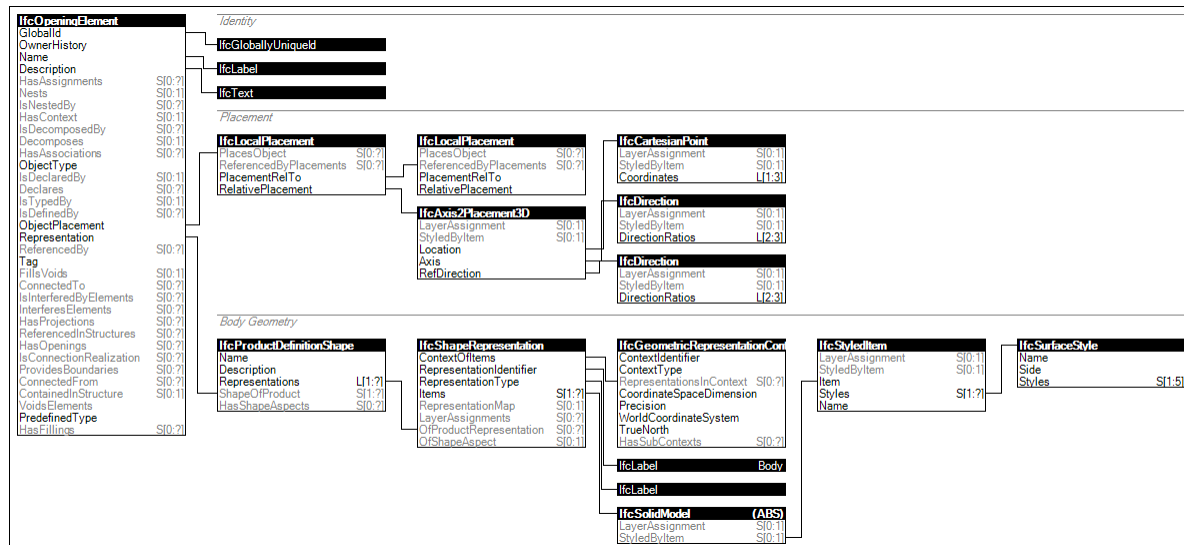 IfcOpeningElement
GlobalId
OwnerHistory
Name
Description
HasAssignments S[0:?]
Nests S[0:1]
IsNestedBy S[0:?]
HasContext S[0:1]
IsDecomposedBy S[0:?]
Decomposes S[0:1]
HasAssociations S[0:?]
ObjectType
IsDeclaredBy S[0:1]
Declares S[0:?]
IsTypedBy S[0:1]
IsDefinedBy S[0:?]
ObjectPlacement
Representation
ReferencedBy S[0:?]
Tag
FillsVoids S[0:1]
ConnectedTo S[0:?]
IsInterferedByElements S[0:?]
InterferesElements S[0:?]
HasProjections S[0:?]
ReferencedInStructures S[0:?]
HasOpenings S[0:?]
IsConnectionRealization S[0:?]
ProvidesBoundaries S[0:?]
ConnectedFrom S[0:?]
ContainedInStructure S[0:1]
VoidsElements
PredefinedType
HasFillings S[0:?]
Identity
IfcGloballyUniqueId
IfcLabel
IfcText
Placement
IfcLocalPlacement
PlacesObject S[0:?]
ReferencedByPlacements S[0:?]
PlacementRelTo
RelativePlacement
IfcLocalPlacement
PlacesObject S[0:?]
ReferencedByPlacements S[0:?]
PlacementRelTo
RelativePlacement
IfcAxis2Placement3D
LayerAssignment S[0:1]
StyledByItem S[0:1]
Location
Axis
RefDirection
IfcCartesianPoint
LayerAssignment S[0:1]
StyledByItem S[0:1]
Coordinates L[1:3]
IfcDirection
LayerAssignment S[0:1]
StyledByItem S[0:1]
DirectionRatios L[2:3]
IfcDirection
LayerAssignment S[0:1]
StyledByItem S[0:1]
DirectionRatios L[2:3]
Body Geometry
IfcProductDefinitionShape
Name
Description
Representations L[1:?]
ShapeOfProduct S[1:?]
HasShapeAspects S[0:?]
IfcShapeRepresentation
ContextOfItems
RepresentationIdentifier
RepresentationType
Items S[1:?]
RepresentationMap S[0:1]
LayerAssignments S[0:?]
OfProductRepresentation S[0:?]
OfShapeAspect S[0:1]
IfcGeometricRepresentationCon
ContextIdentifier
ContextType
RepresentationsInContext S[0:?]
CoordinateSpaceDimension
Precision
WorldCoordinateSystem
TrueNorth
HasSubContexts S[0:?]
IfcLabel Body
IfcLabel
IfcSolidModel (ABS)
LayerAssignment S[0:1]
StyledByItem S[0:1]
IfcStyledItem
LayerAssignment S[0:1]
StyledByItem S[0:1]
Item
Styles S[1:?]
Name
IfcSurfaceStyle
Name
Side
Styles S[1:5]